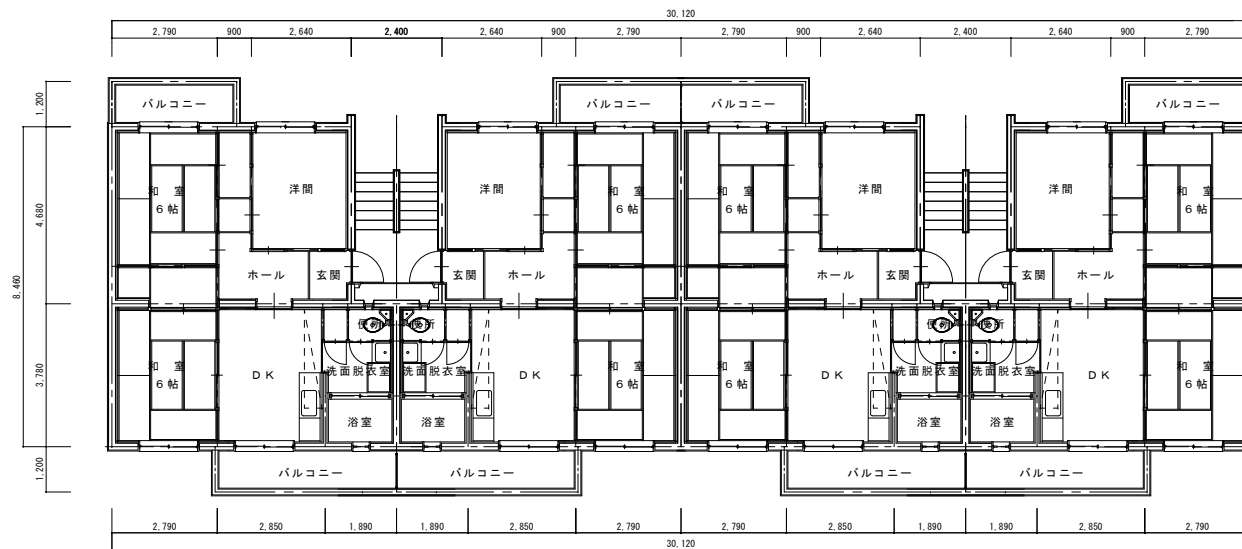 30,120
2,790 900 2,640 2,400 2,640 900 2,790 2,790 900 2,640 2,400 2,640 900 2,790
1,200
バルコニー バルコニー バルコニー バルコニー
8,460
4,680
和室 洋間 洋間 和室 和室 洋間 洋間 和室
6帖 6帖 6帖 6帖
ホール 玄関 玄関 ホール ホール 玄関 玄関 ホール
便所 便所 便所 便所
3,780
和室 DK 洗面脱衣室 洗面脱衣室 DK 和室 和室 DK 洗面脱衣室 洗面脱衣室 DK 和室
6帖 6帖 6帖 6帖
浴室 浴室 浴室 浴室
1,200
バルコニー バルコニー バルコニー バルコニー
2,790 2,850 1,890 1,890 2,850 2,790 2,790 2,850 1,890 1,890 2,850 2,790
30,120